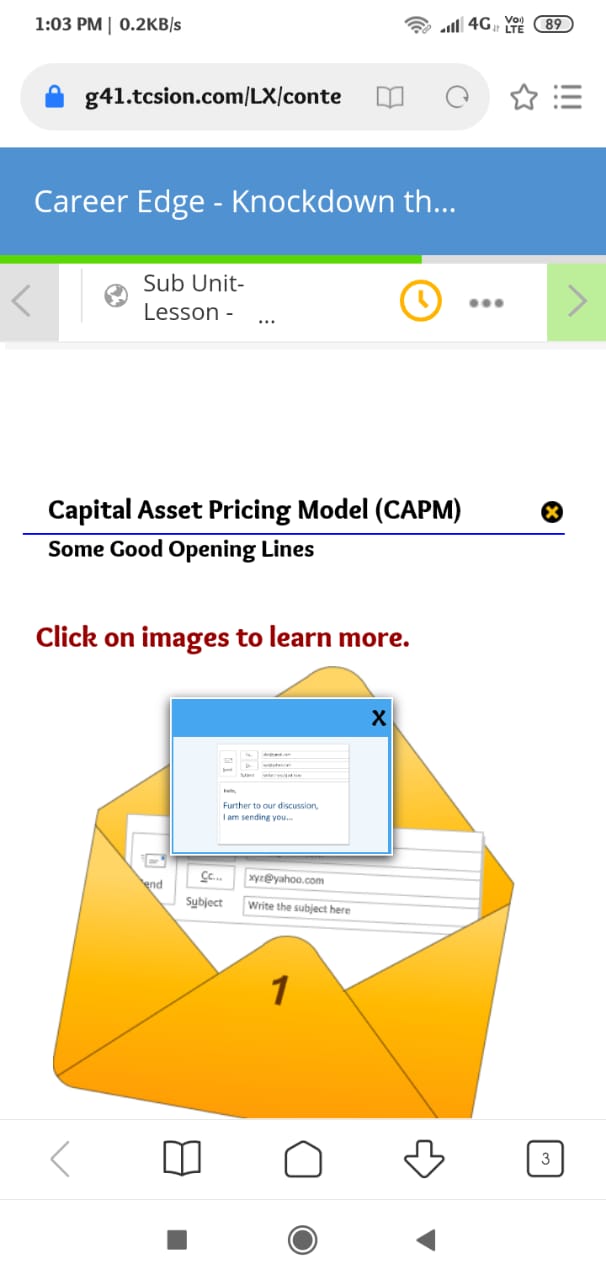 1:03 PM | 0.2KB/s
4G
Vo))
LTE
89
g41.tcsion.com/LX/conte
Career Edge - Knockdown th...
Sub Unit-
Lesson - ...
Capital Asset Pricing Model (CAPM)
Some Good Opening Lines
Click on images to learn more.
X
Subject
Hello,
Further to our discussion,
I am sending you...
end
Cc...
xyz@yahoo.com
Subject
Write the subject here
1
3